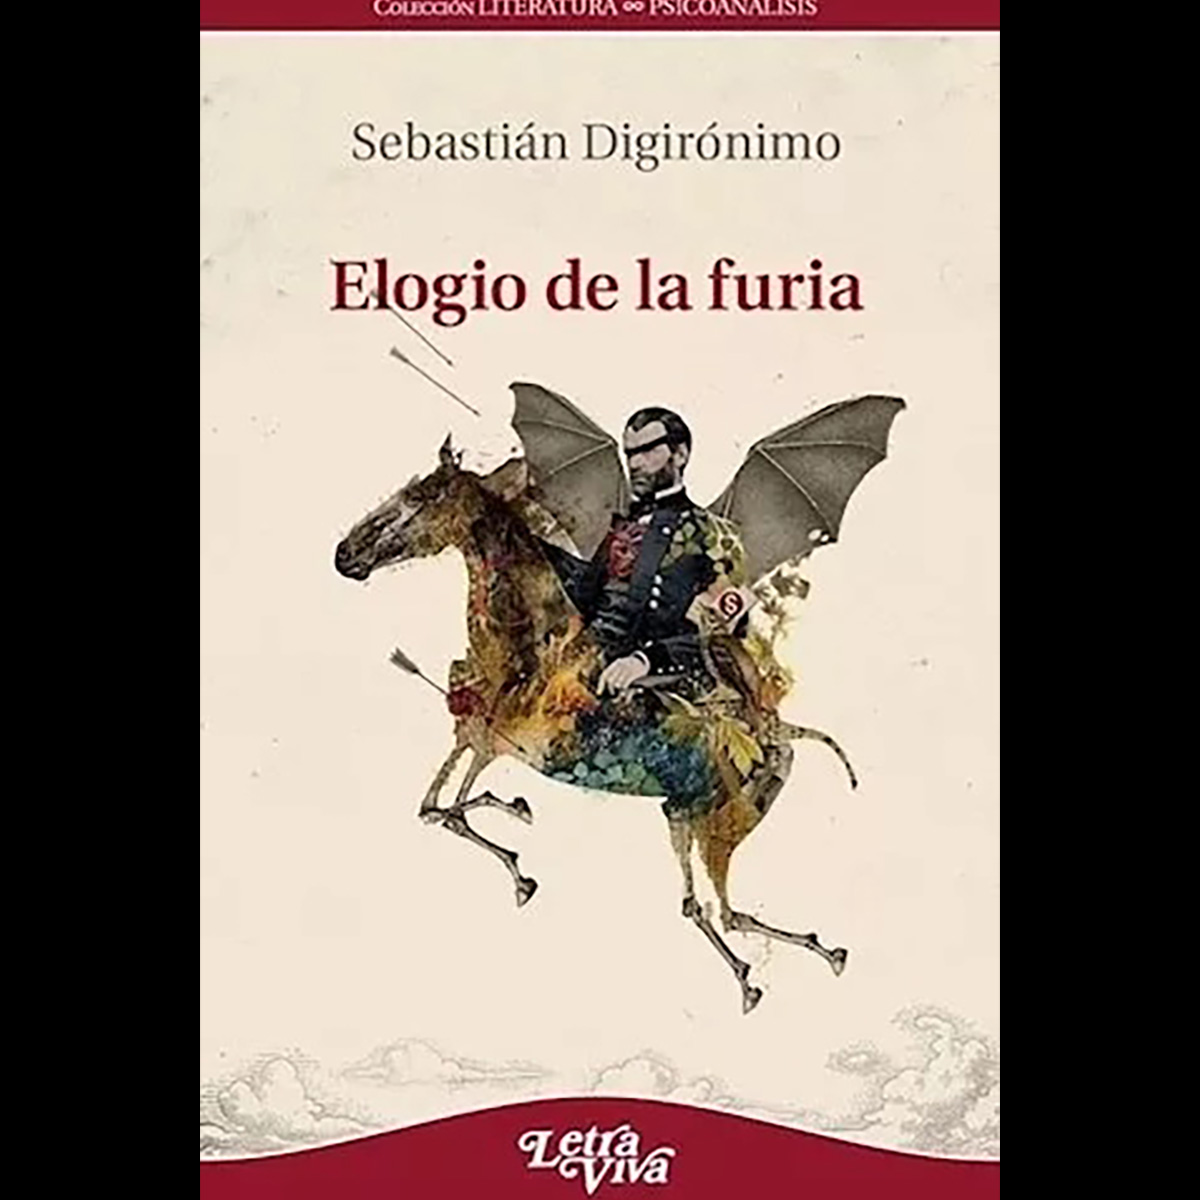 Colección LITERATURA ∞ PSICOANÁLISIS
Sebastián Digirónimo
Elogio de la furia
S
Letra
Viva